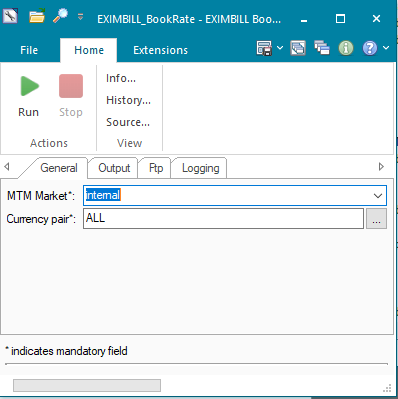 EXIMBILL_BookRate - EXIMBILL Boo...
File Home Extensions
Run Stop
Info...
History...
Source...
Actions View
General Output Ftp Logging
MTM Market*: internal
Currency pair*: ALL ...
* indicates mandatory field